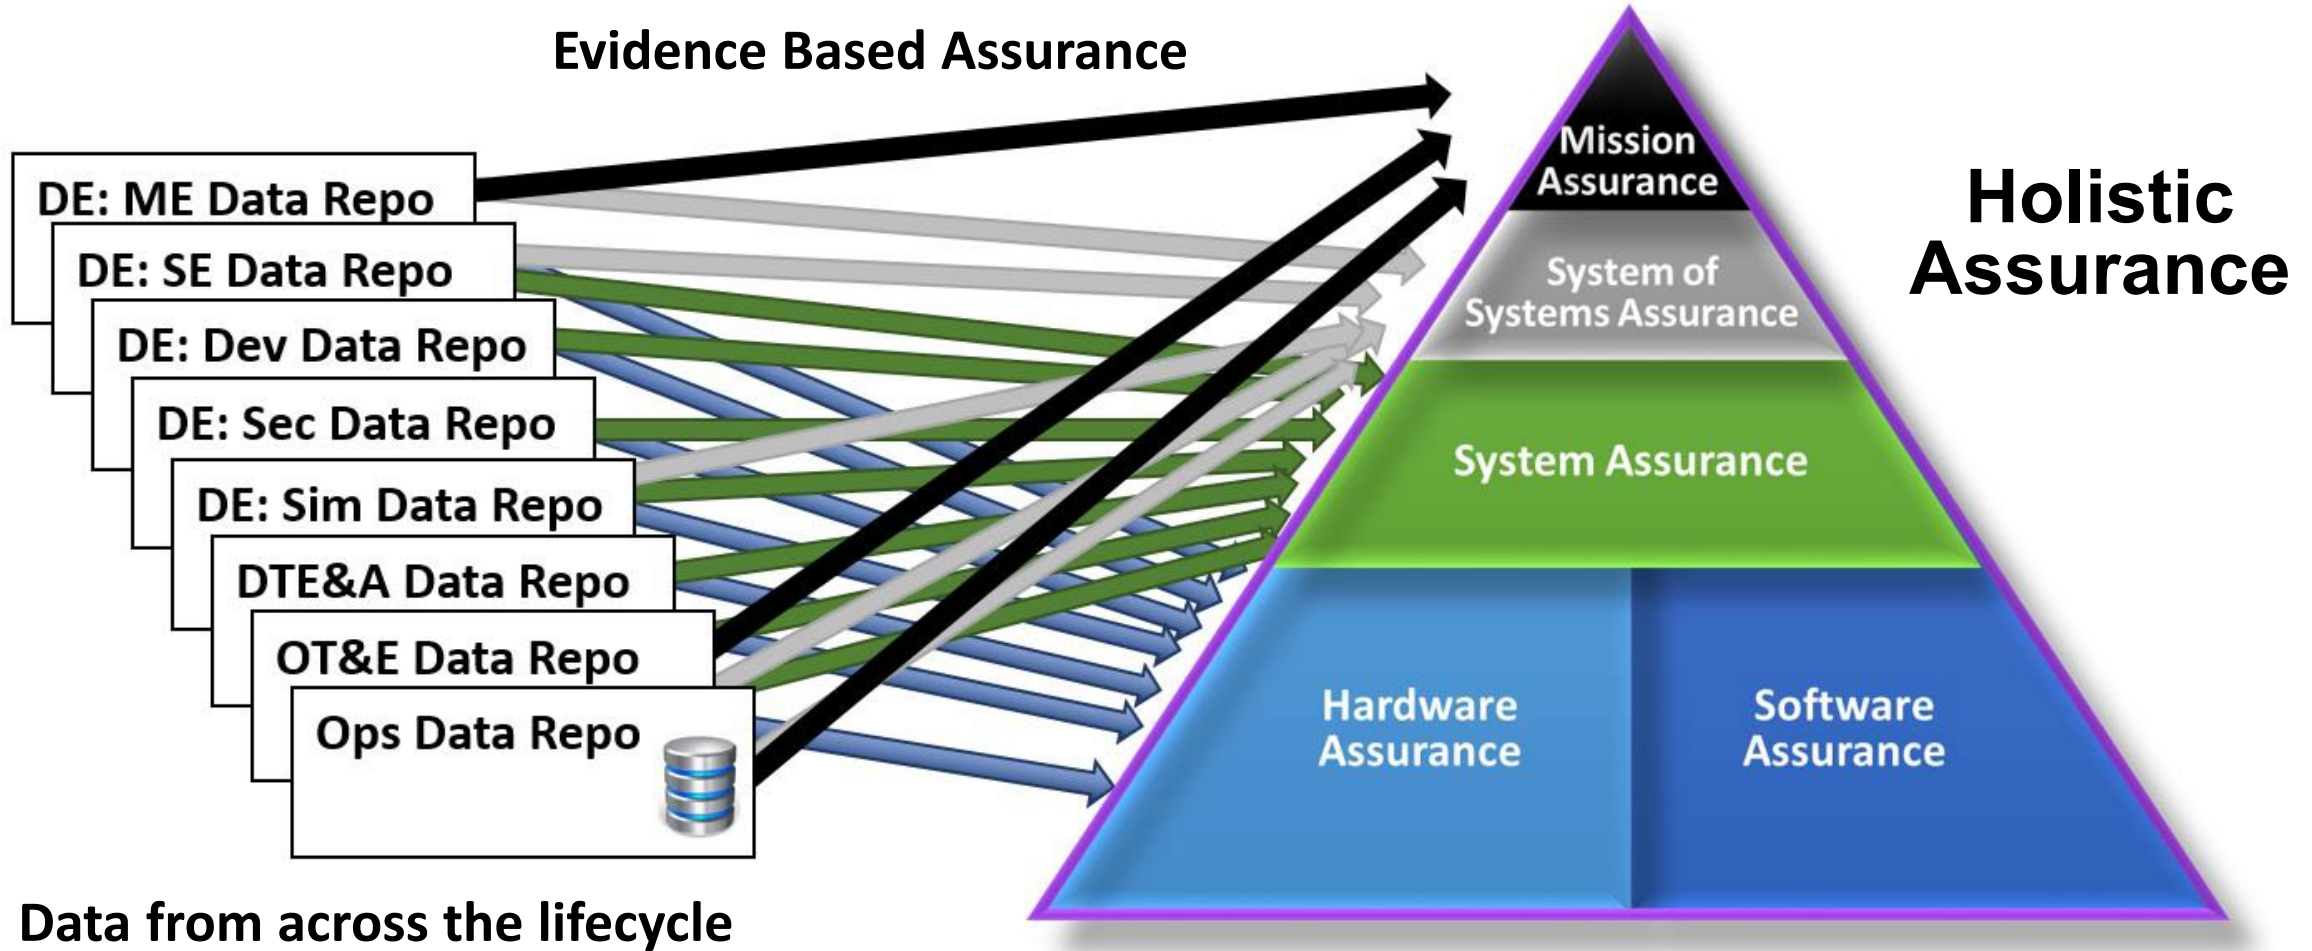 Evidence Based Assurance
DE: ME Data Repo
DE: SE Data Repo
DE: Dev Data Repo
DE: Sec Data Repo
DE: Sim Data Repo
DTE&A Data Repo
OT&E Data Repo
Ops Data Repo
Data from across the lifecycle
Mission
Assurance
System of
Systems Assurance
System Assurance
Hardware
Assurance
Software
Assurance
Holistic
Assurance